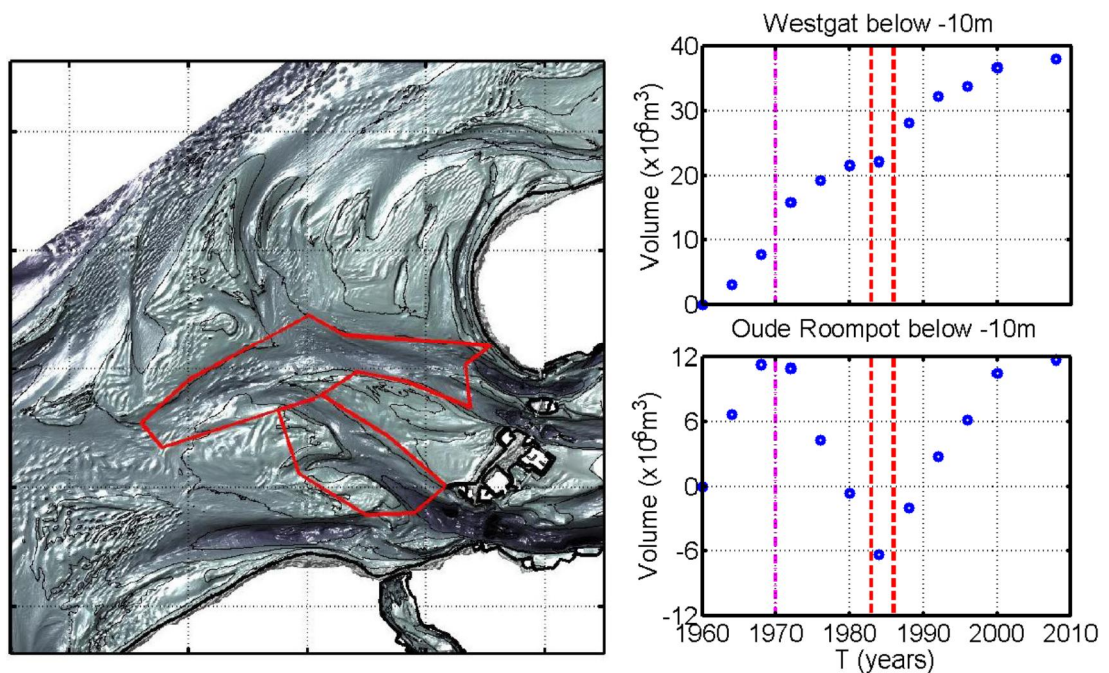 Westgat below -10m
Volume (x10⁶m³)
40
30
20
10
0
Oude Roompot below -10m
Volume (x10⁶m³)
12
6
0
-6
-12
1960 1970 1980 1990 2000 2010
T (years)